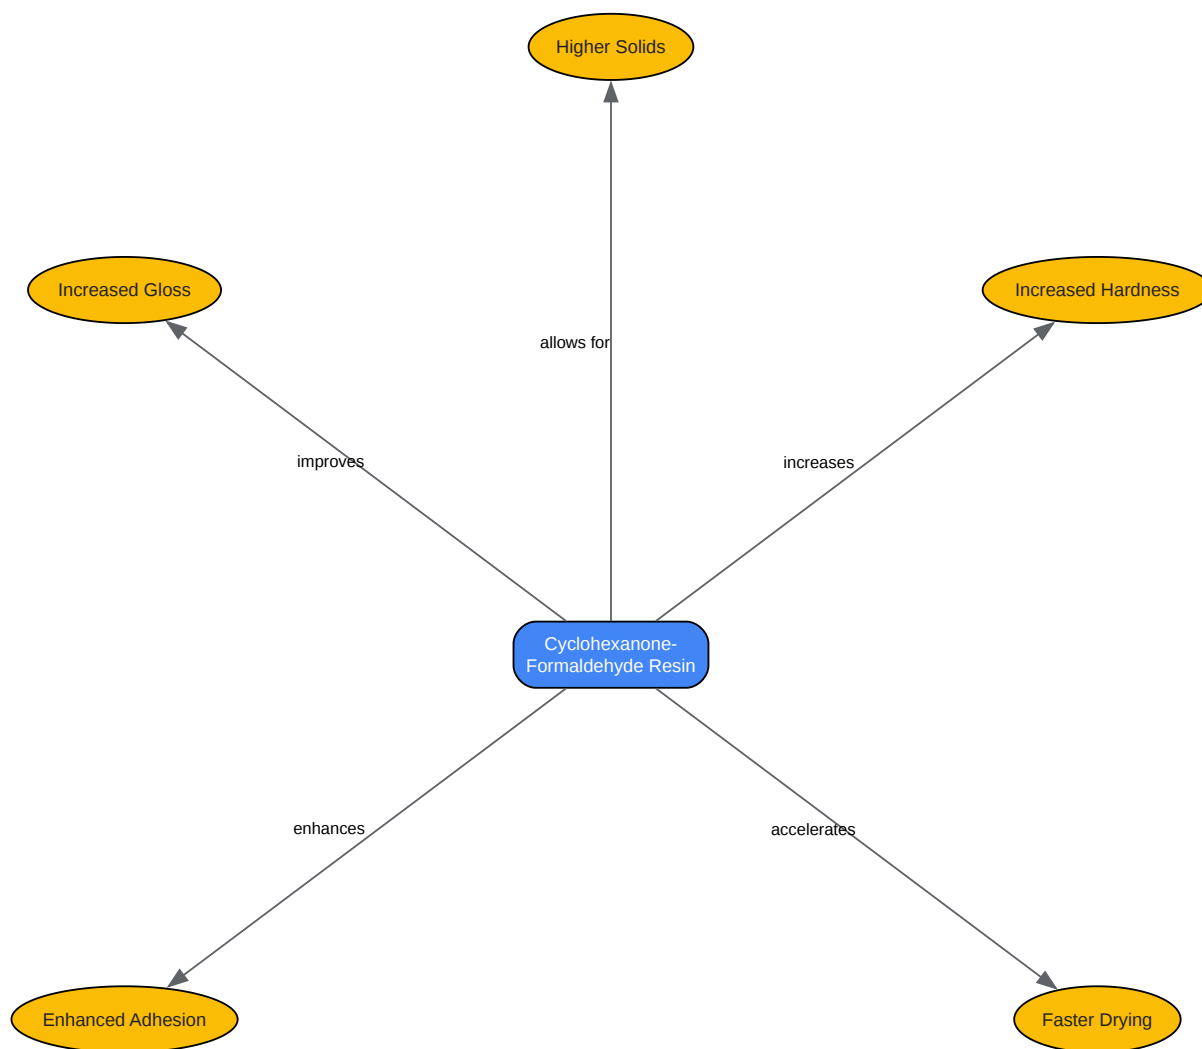 Higher Solids
Increased Gloss
Increased Hardness
allows for
improves
increases
Cyclohexanone-
Formaldehyde Resin
enhances
accelerates
Enhanced Adhesion
Faster Drying